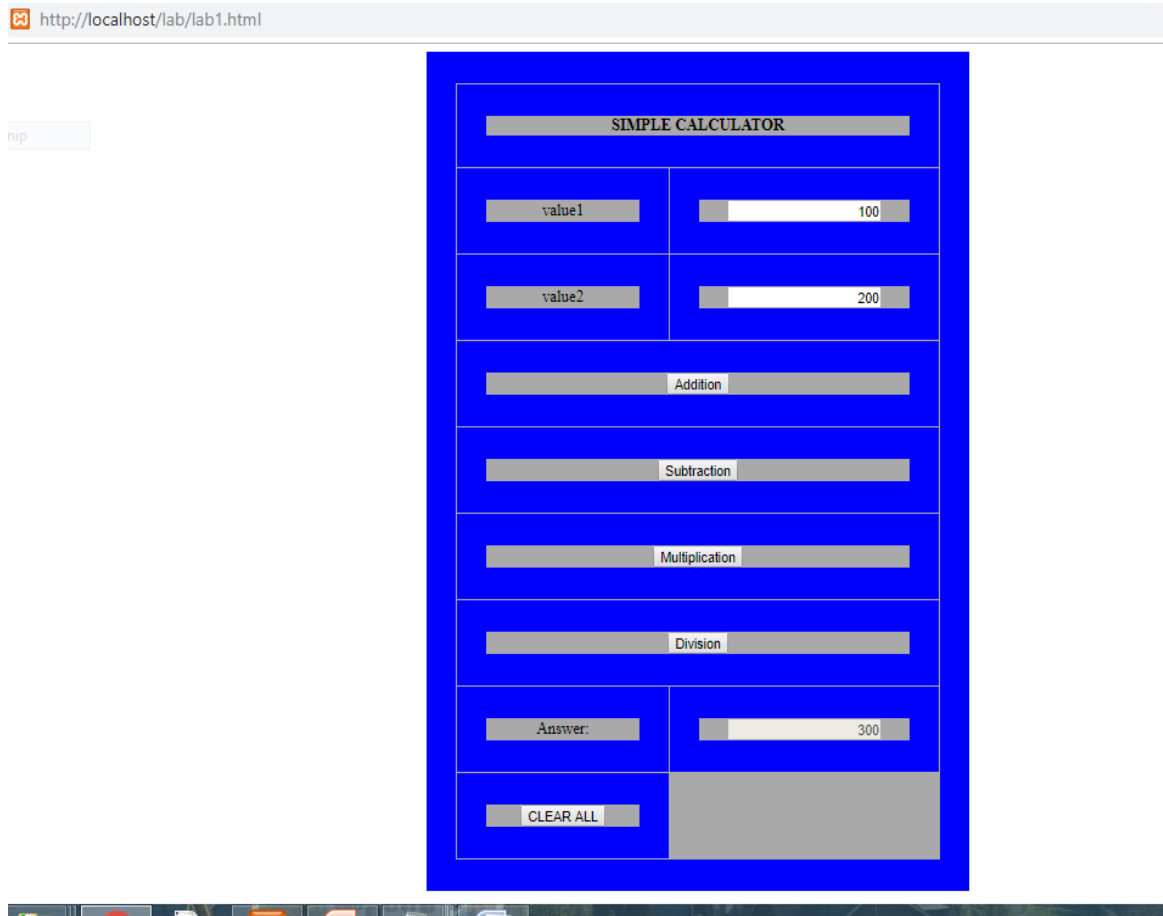 http://localhost/lab/lab1.html
nip
SIMPLE CALCULATOR
value1 100
value2 200
Addition
Subtraction
Multiplication
Division
Answer: 300
CLEAR ALL